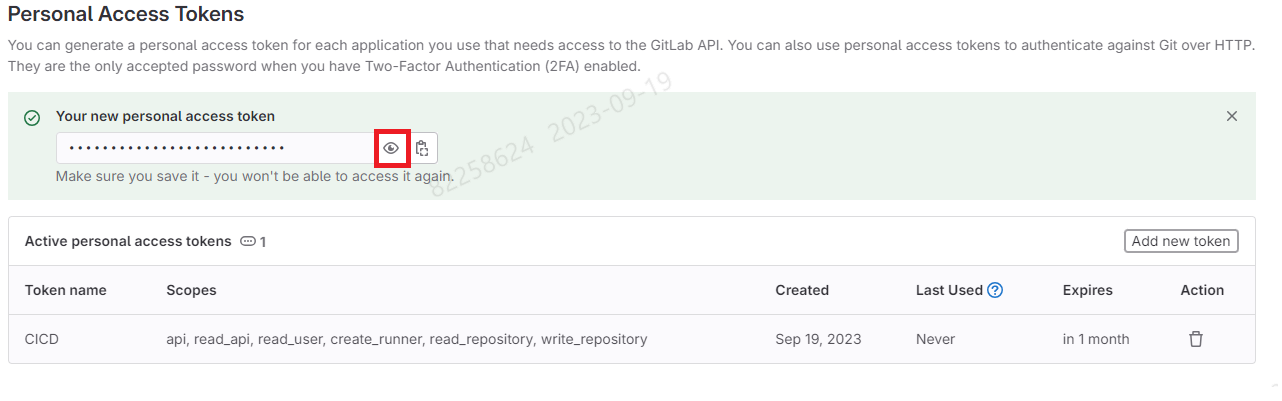 Personal Access Tokens
You can generate a personal access token for each application you use that needs access to the GitLab API. You can also use personal access tokens to authenticate against Git over HTTP.
They are the only accepted password when you have Two-Factor Authentication (2FA) enabled.
Your new personal access token
••••••••••••••••••••••••••
Make sure you save it - you won't be able to access it again.
82258624 2023-09-19
Active personal access tokens 1
Add new token
Token name Scopes Created Last Used Expires Action
CICD api, read_api, read_user, create_runner, read_repository, write_repository Sep 19, 2023 Never in 1 month